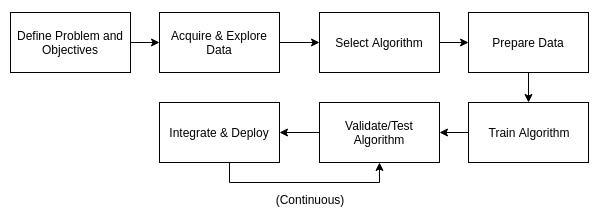 Define Problem and
Objectives
Acquire & Explore
Data
Select Algorithm
Prepare Data
Train Algorithm
Validate/Test
Algorithm
Integrate & Deploy
(Continuous)